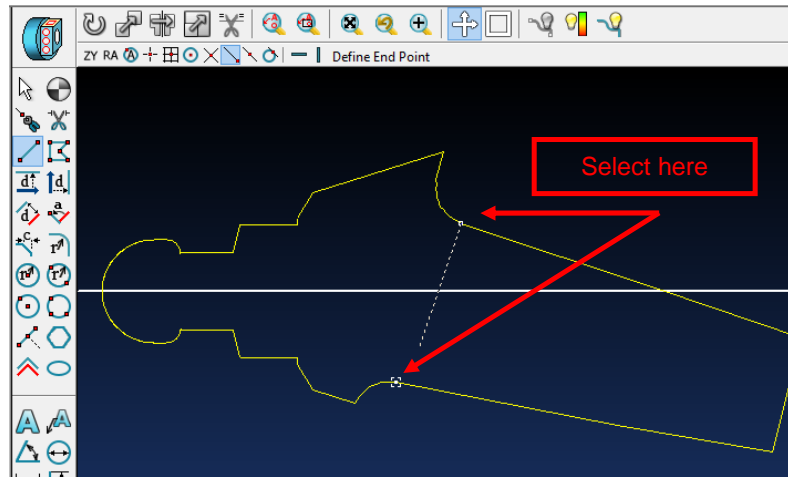 ZY RA Define End Point
Select here
d d
d a
c r
r r
A A